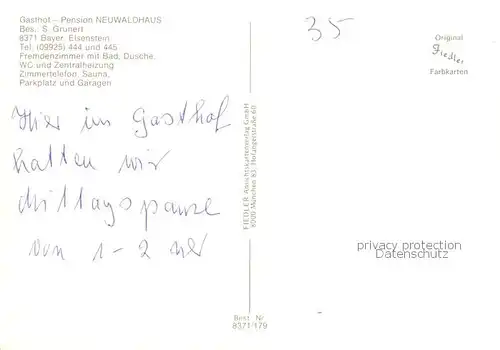 Gasthof - Pension NEUWALDHAUS
Bes.: S. Grunert
8371 Bayer. Eisenstein
Tel. (09925) 444 und 445
Fremdenzimmer mit Bad, Dusche,
WC und Zentralheizung
Zimmertelefon, Sauna,
Parkplatz und Garagen
Hier im Gasthof
hatten wir
Mittagspause
von 1-2 Uhr
FIEDLER Ansichtskartenverlag GmbH
8000 München 83, Hofangerstraße 60
Best. Nr.
8371/179
35
Original
Fiedler
Farbkarten
privacy protection
Datenschutz